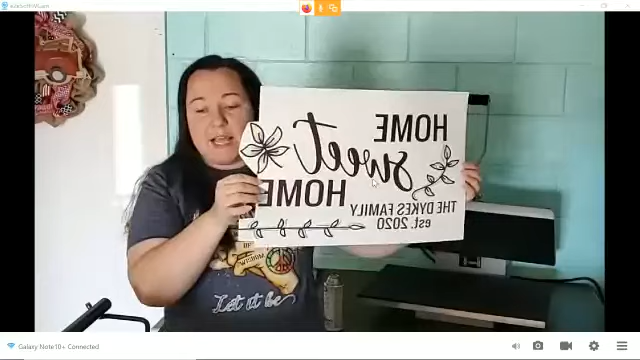 HOME
sweet
HOME
THE DYKES FAMILY
est. 2020
Let it be
Galaxy Note10+ Connected